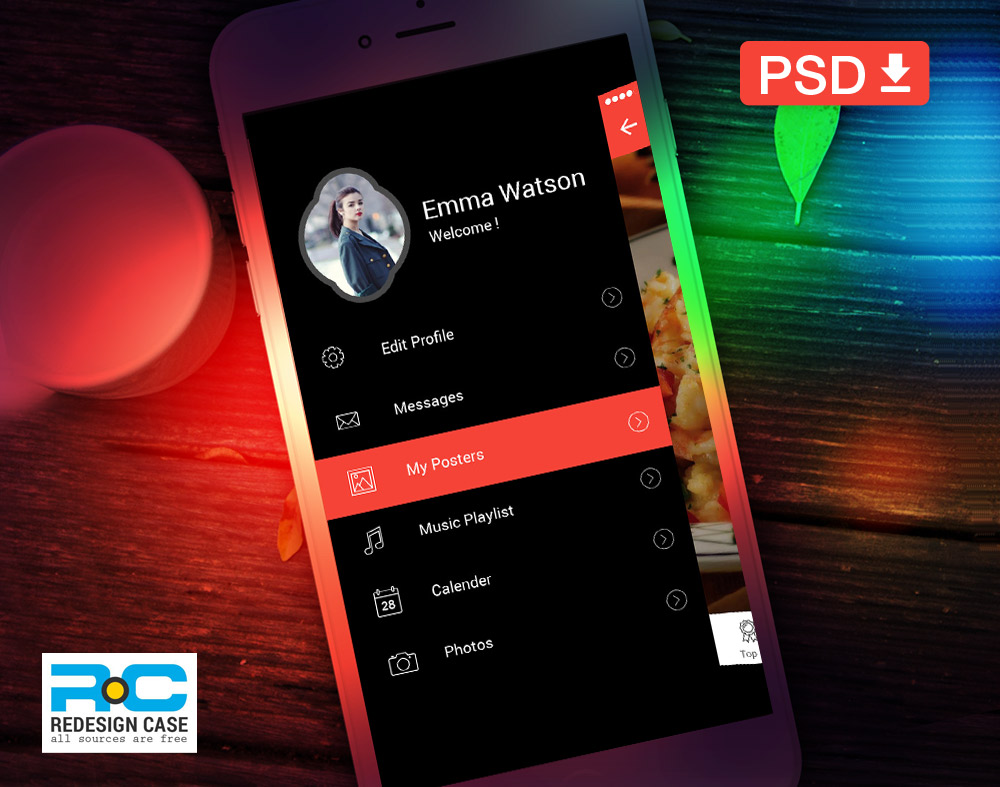 PSD
Emma Watson
Welcome !
Edit Profile
Messages
My Posters
Music Playlist
Calender
28
Photos
Top
RC
REDESIGN CASE
all sources are free